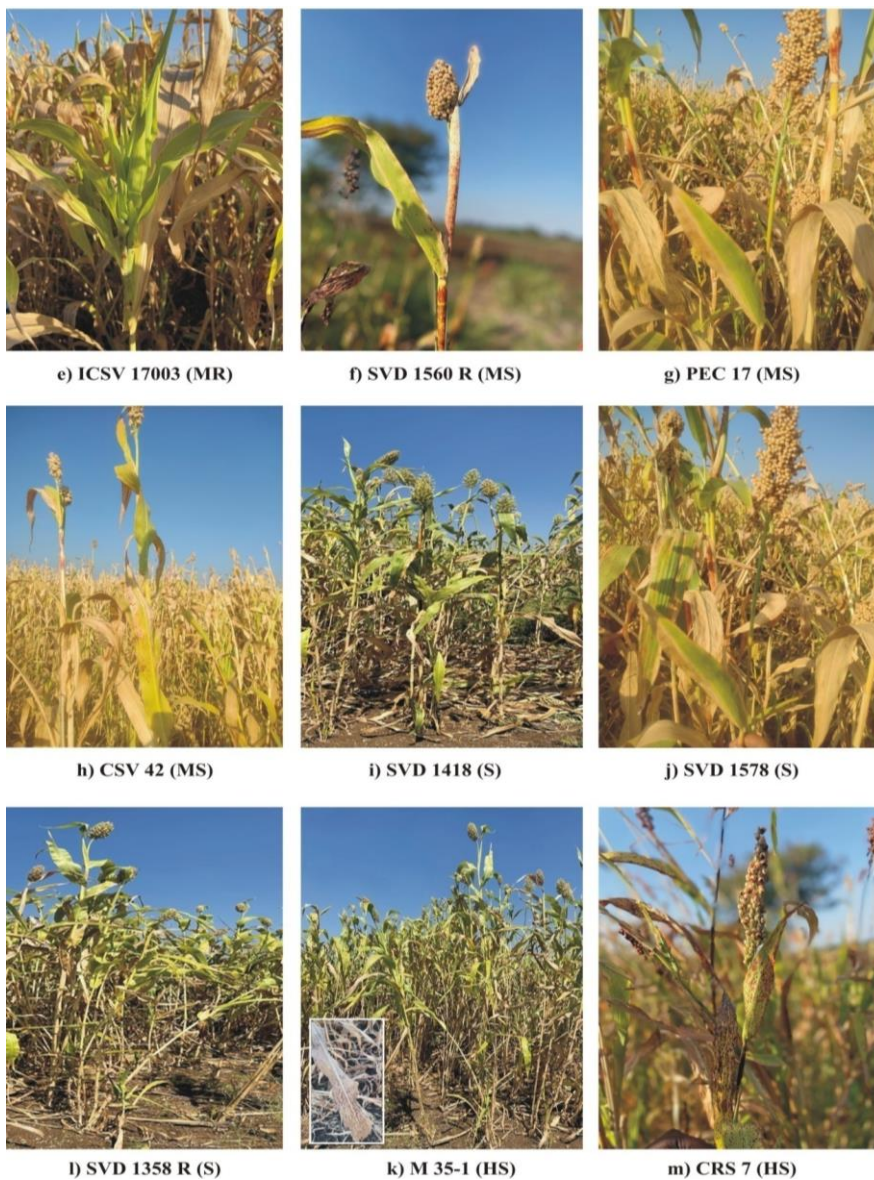 e) ICSV 17003 (MR)
f) SVD 1560 R (MS)
g) PEC 17 (MS)
h) CSV 42 (MS)
i) SVD 1418 (S)
j) SVD 1578 (S)
l) SVD 1358 R (S)
k) M 35-1 (HS)
m) CRS 7 (HS)